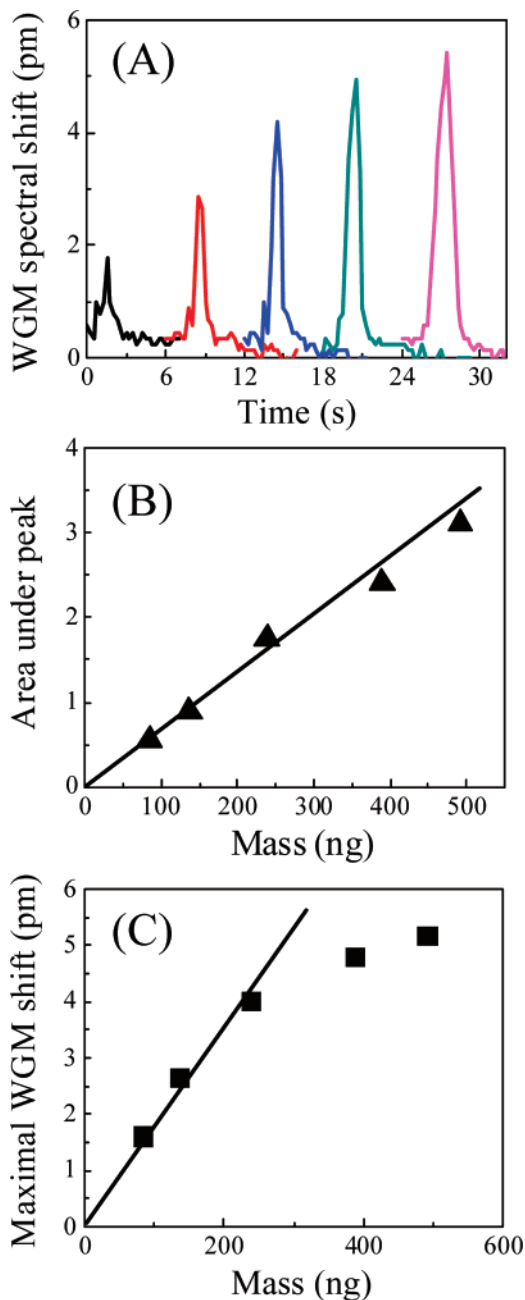 (A)
WGM spectral shift (pm)
6
4
2
0
0 6 12 18 24 30
Time (s)
(B)
Area under peak
4
3
2
1
0
0 100 200 300 400 500
Mass (ng)
(C)
Maximal WGM shift (pm)
6
5
4
3
2
1
0
0 200 400 600
Mass (ng)